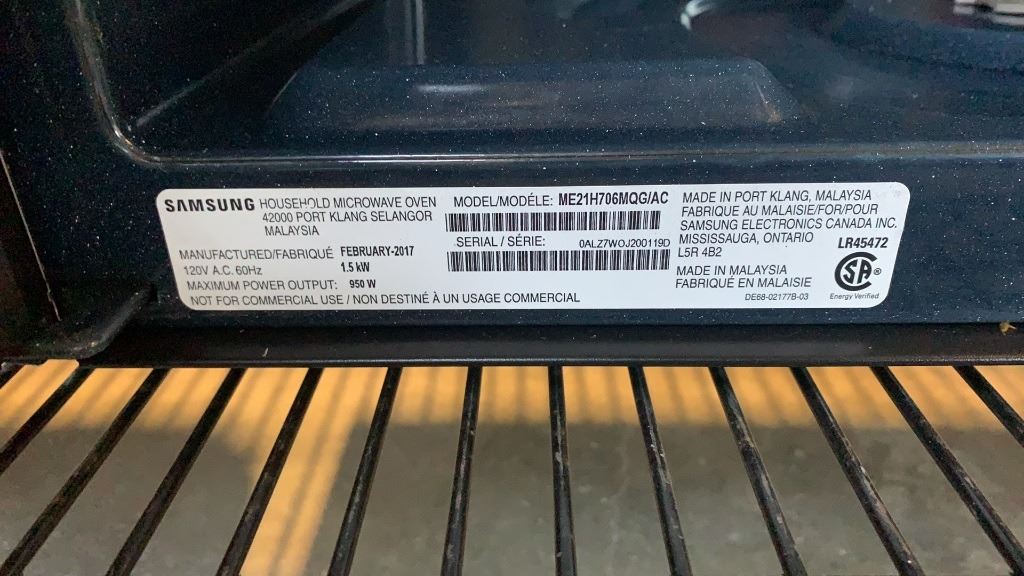 SAMSUNG HOUSEHOLD MICROWAVE OVEN
42000 PORT KLANG SELANGOR
MALAYSIA
MANUFACTURED/FABRIQUÉ FEBRUARY-2017
120V A.C. 60Hz 1.5 kW
MAXIMUM POWER OUTPUT: 950 W
NOT FOR COMMERCIAL USE / NON DESTINÉ À UN USAGE COMMERCIAL
MODEL/MODÉLE: ME21H706MQG/AC
SERIAL / SÉRIE: 0ALZ7WOJ200119D
MADE IN PORT KLANG, MALAYSIA
FABRIQUE AU MALAISIE/FOR/POUR
SAMSUNG ELECTRONICS CANADA INC.
MISSISSAUGA, ONTARIO
L5R 4B2
MADE IN MALAYSIA
FABRIQUÉ EN MALAISIE
DE68-02177B-03
LR45472
CSA®
Energy Verified